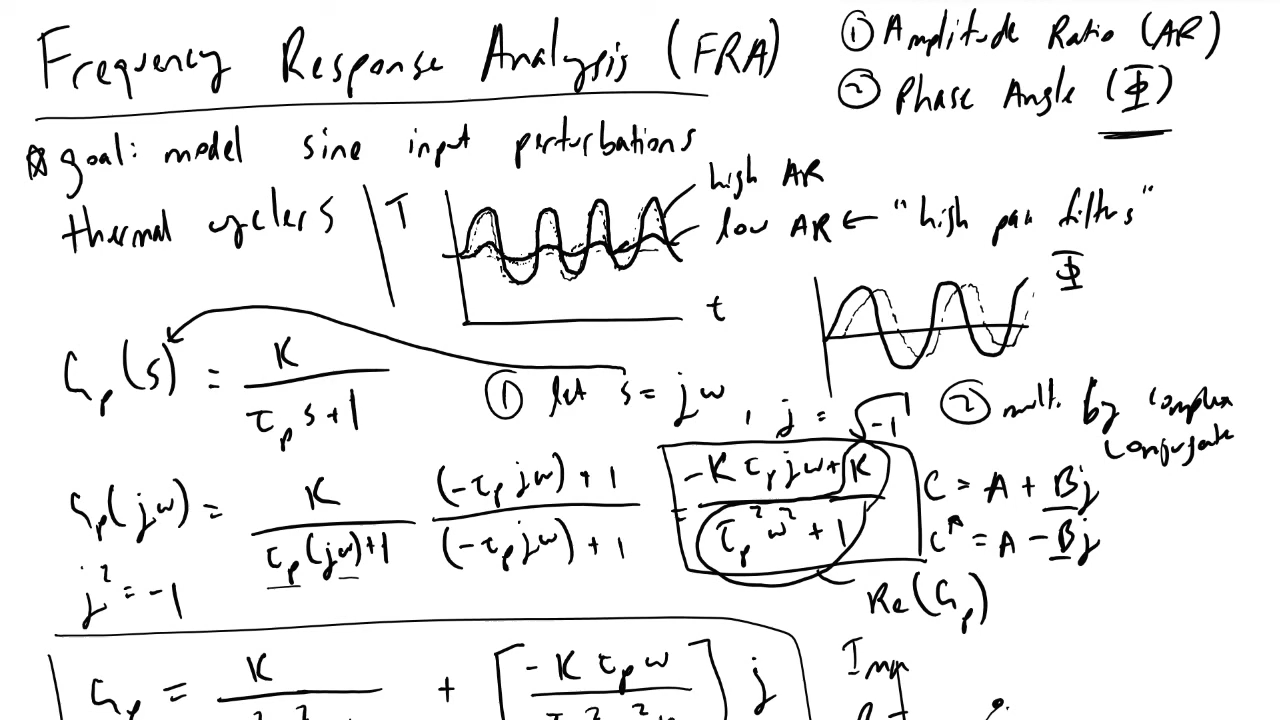 Frequency Response Analysis (FRA)
① Amplitude Ratio (AR)
② Phase Angle (Φ)
goal: model sine input perturbations
thermal cyclers
T
high AR
low AR ← "high pass filters"
t
Φ
Gp(s) = K / (τp s + 1)
① let s = jω, j = √-1
② mult. by complex
conjugate
Gp(jω) = K / (τp(jω)+1) (-τp jω) + 1 / (-τp jω) + 1 = -K τp jω + K / τp²ω² + 1
C = A + Bj
C* = A - Bj
j² = -1
Re(Gp)
Gp = K + [-K τp ω] j